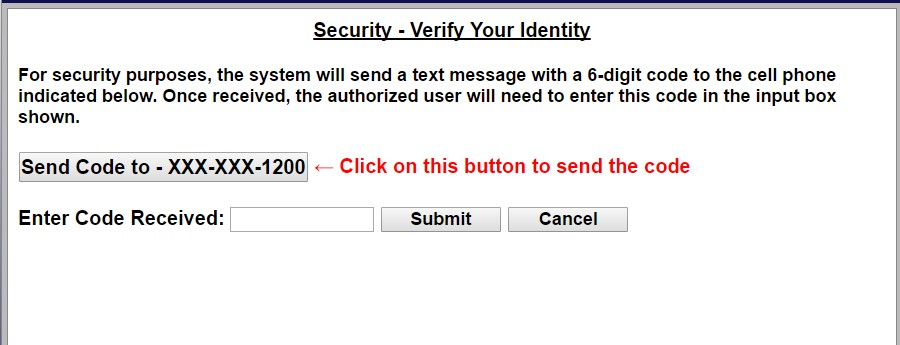 Security - Verify Your Identity
For security purposes, the system will send a text message with a 6-digit code to the cell phone
indicated below. Once received, the authorized user will need to enter this code in the input box
shown.
Send Code to - XXX-XXX-1200 ← Click on this button to send the code
Enter Code Received: Submit Cancel